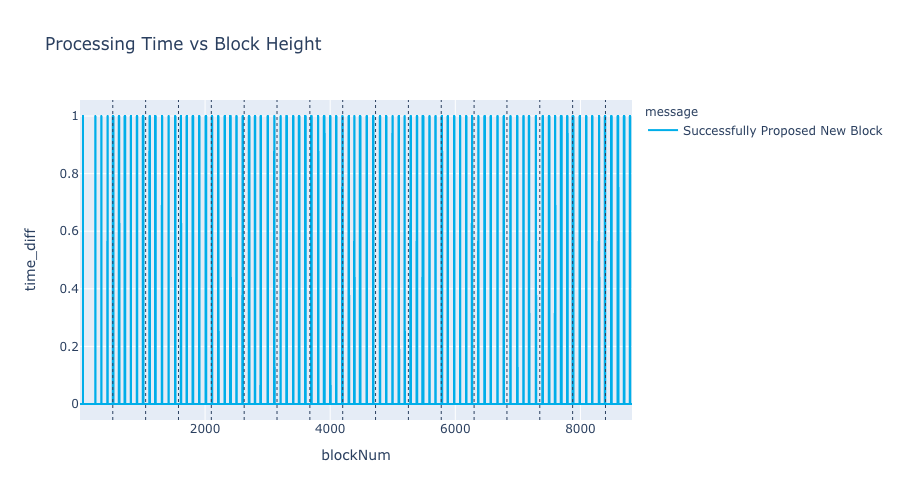 Processing Time vs Block Height
message
Successfully Proposed New Block
1
0.8
0.6
0.4
0.2
0
time_diff
2000 4000 6000 8000
blockNum